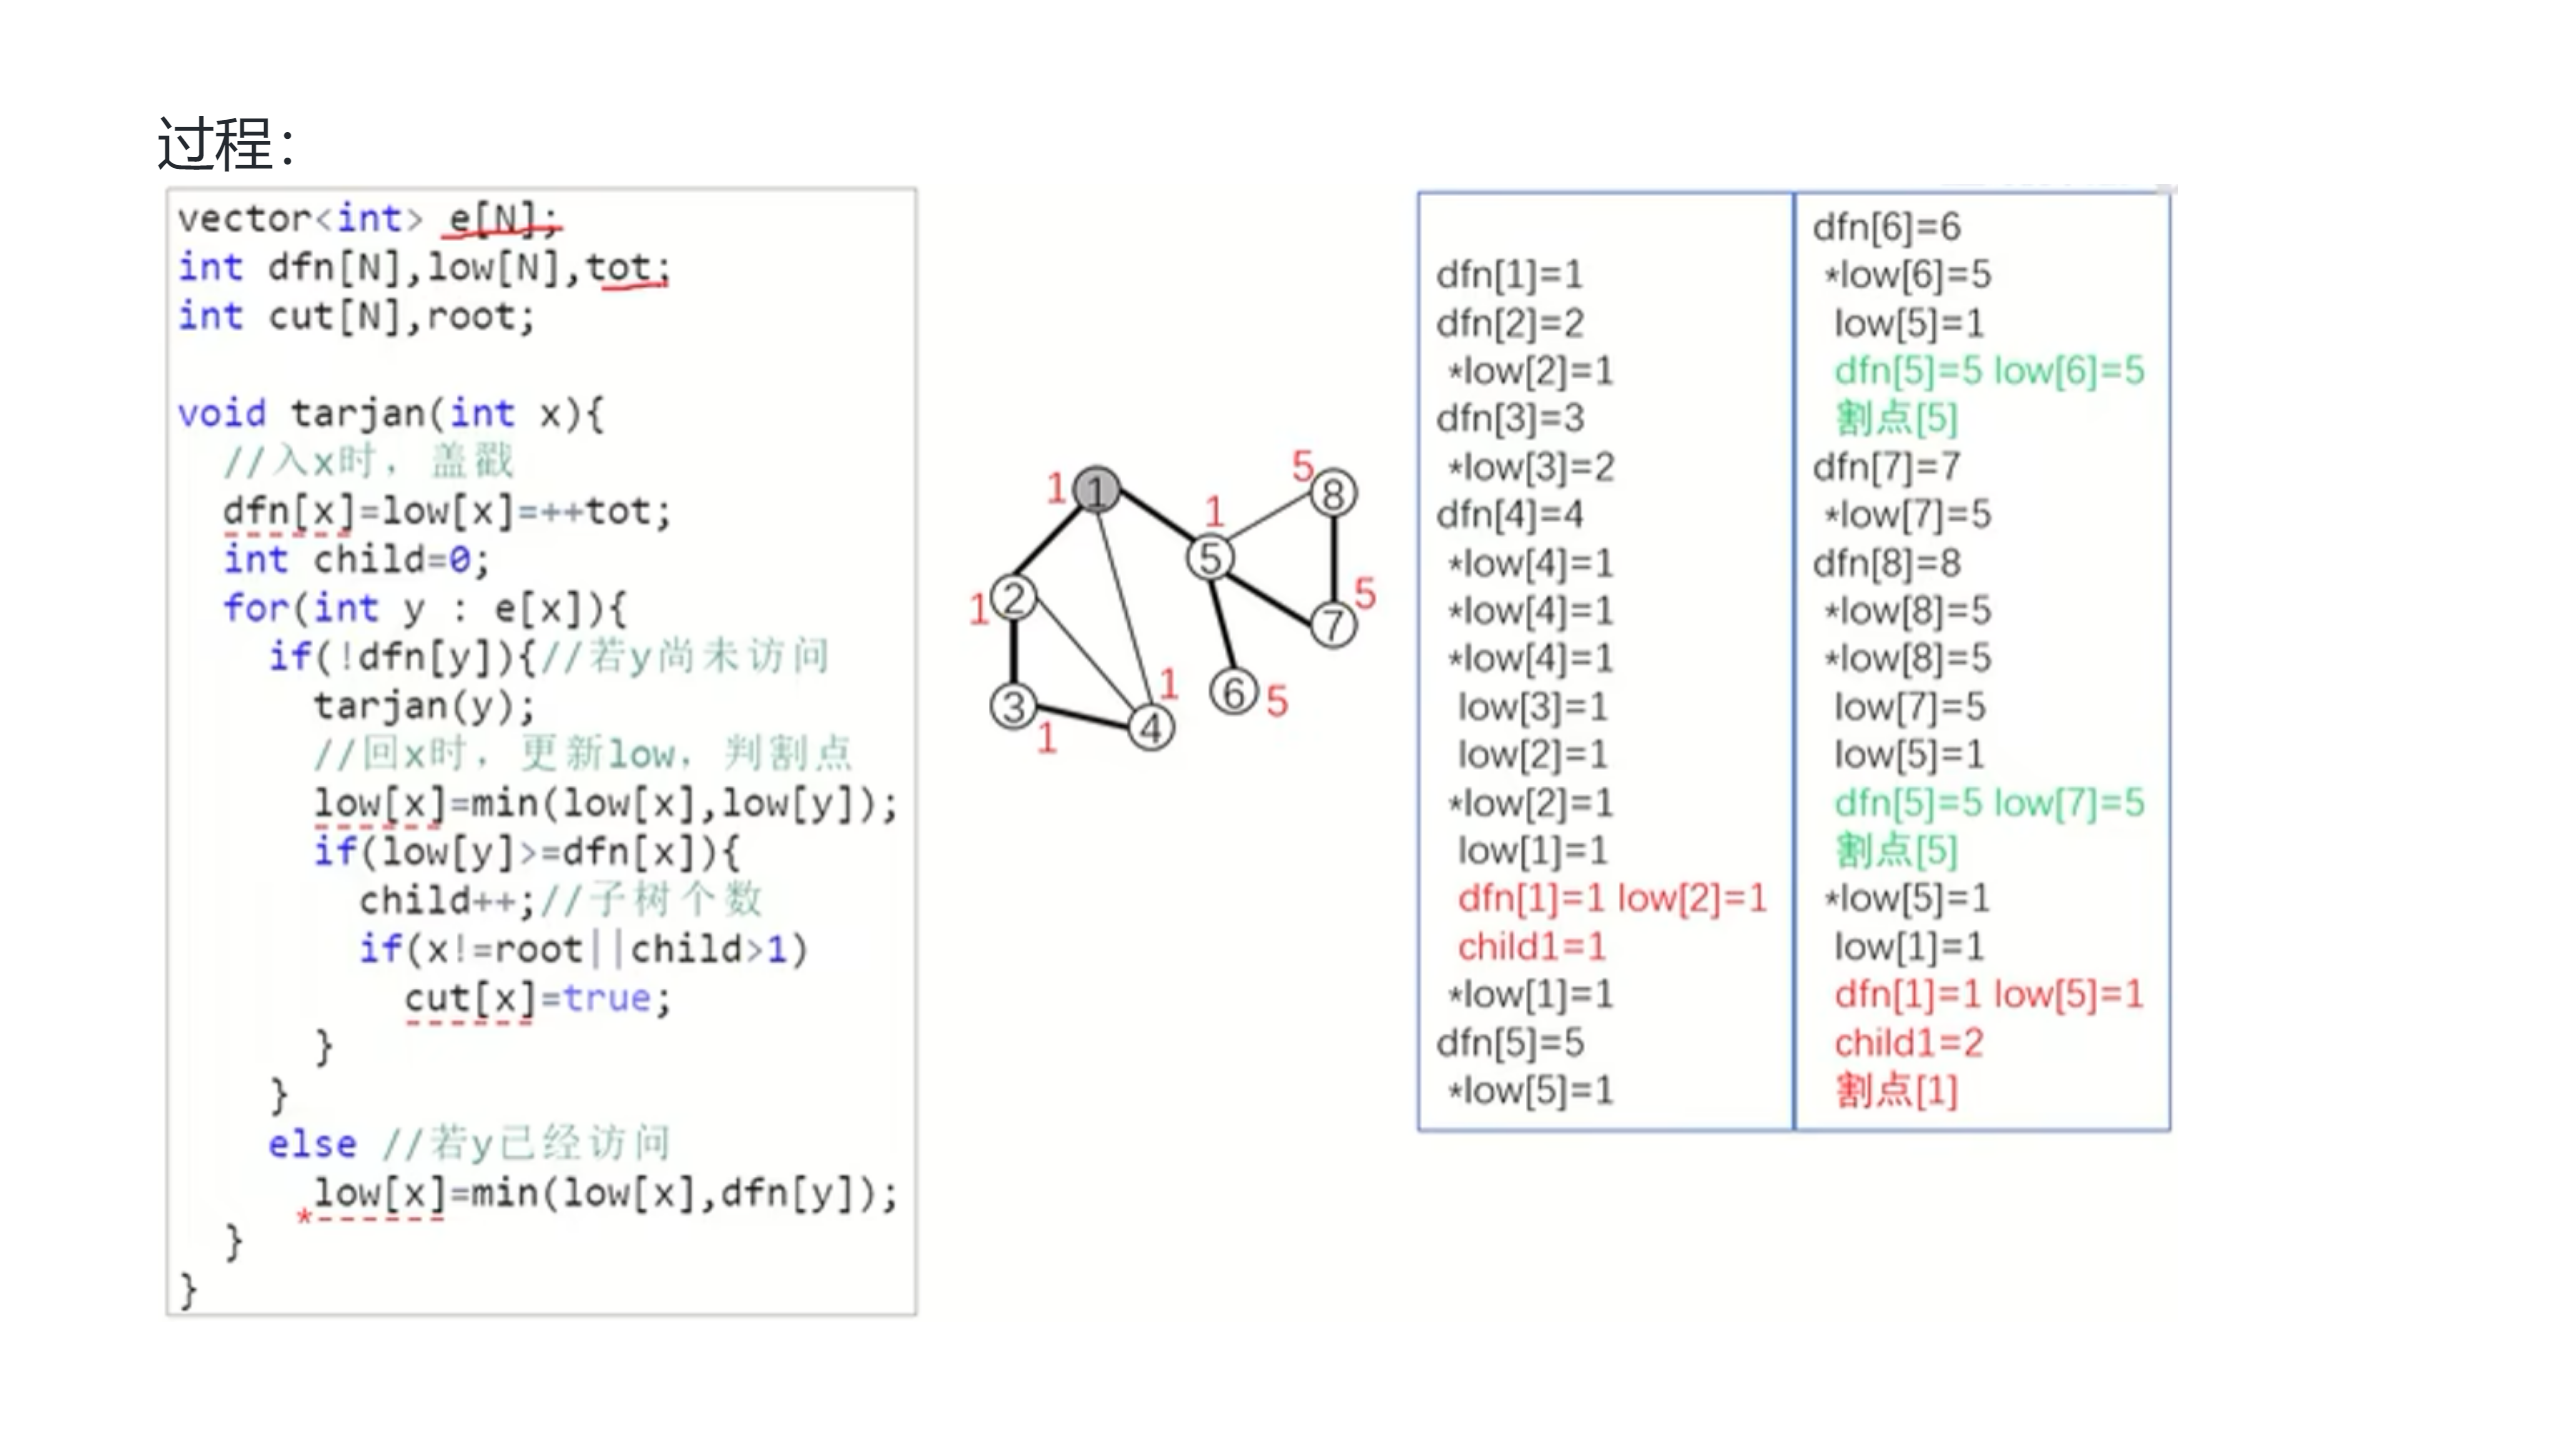 过程：
vector<int> e[N];
int dfn[N],low[N],tot;
int cut[N],root;
void tarjan(int x){
//入x时，盖戳
dfn[x]=low[x]=++tot;
int child=0;
for(int y : e[x]){
if(!dfn[y]){//若y尚未访问
tarjan(y);
//回x时，更新low，判割点
low[x]=min(low[x],low[y]);
if(low[y]>=dfn[x]){
child++;//子树个数
if(x!=root||child>1)
cut[x]=true;
}
}
else //若y已经访问
*low[x]=min(low[x],dfn[y]);
}
}
1 1
5 8
1
5
1 2
5 7
1 3
1 4
6 5
dfn[1]=1
dfn[2]=2
*low[2]=1
dfn[3]=3
*low[3]=2
dfn[4]=4
*low[4]=1
*low[4]=1
*low[4]=1
low[3]=1
low[2]=1
*low[2]=1
low[1]=1
dfn[1]=1 low[2]=1
child1=1
*low[1]=1
dfn[5]=5
*low[5]=1
dfn[6]=6
*low[6]=5
low[5]=1
dfn[5]=5 low[6]=5
割点[5]
dfn[7]=7
*low[7]=5
dfn[8]=8
*low[8]=5
*low[8]=5
low[7]=5
low[5]=1
dfn[5]=5 low[7]=5
割点[5]
*low[5]=1
low[1]=1
dfn[1]=1 low[5]=1
child1=2
割点[1]